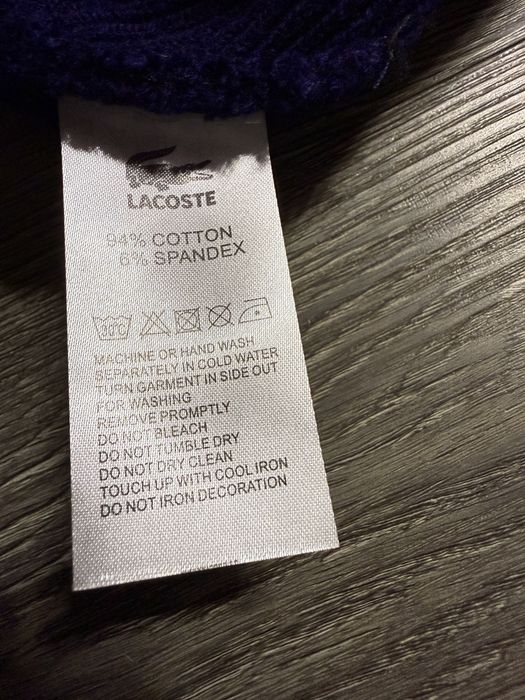 LACOSTE
94% COTTON
6% SPANDEX
30°C
MACHINE OR HAND WASH
SEPARATELY IN COLD WATER
TURN GARMENT IN SIDE OUT
FOR WASHING
REMOVE PROMPTLY
DO NOT BLEACH
DO NOT TUMBLE DRY
DO NOT DRY CLEAN
TOUCH UP WITH COOL IRON
DO NOT IRON DECORATION